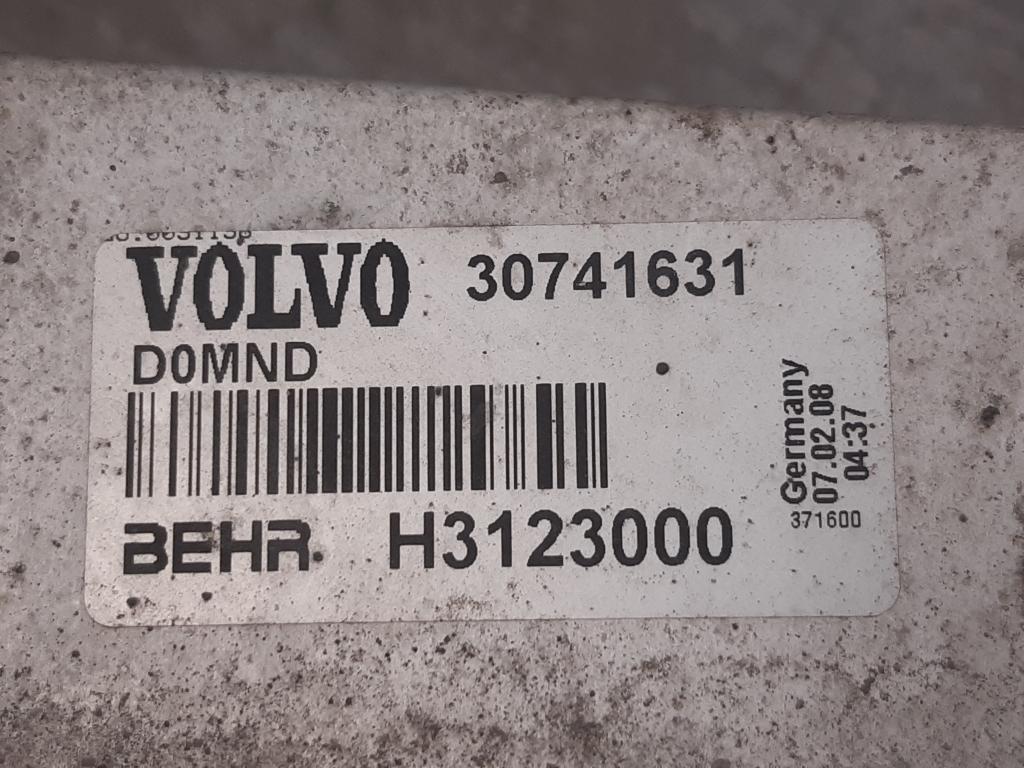 VOLVO 30741631
D0MND
BEHR H3123000
Germany
07.02.08
04:37
371600